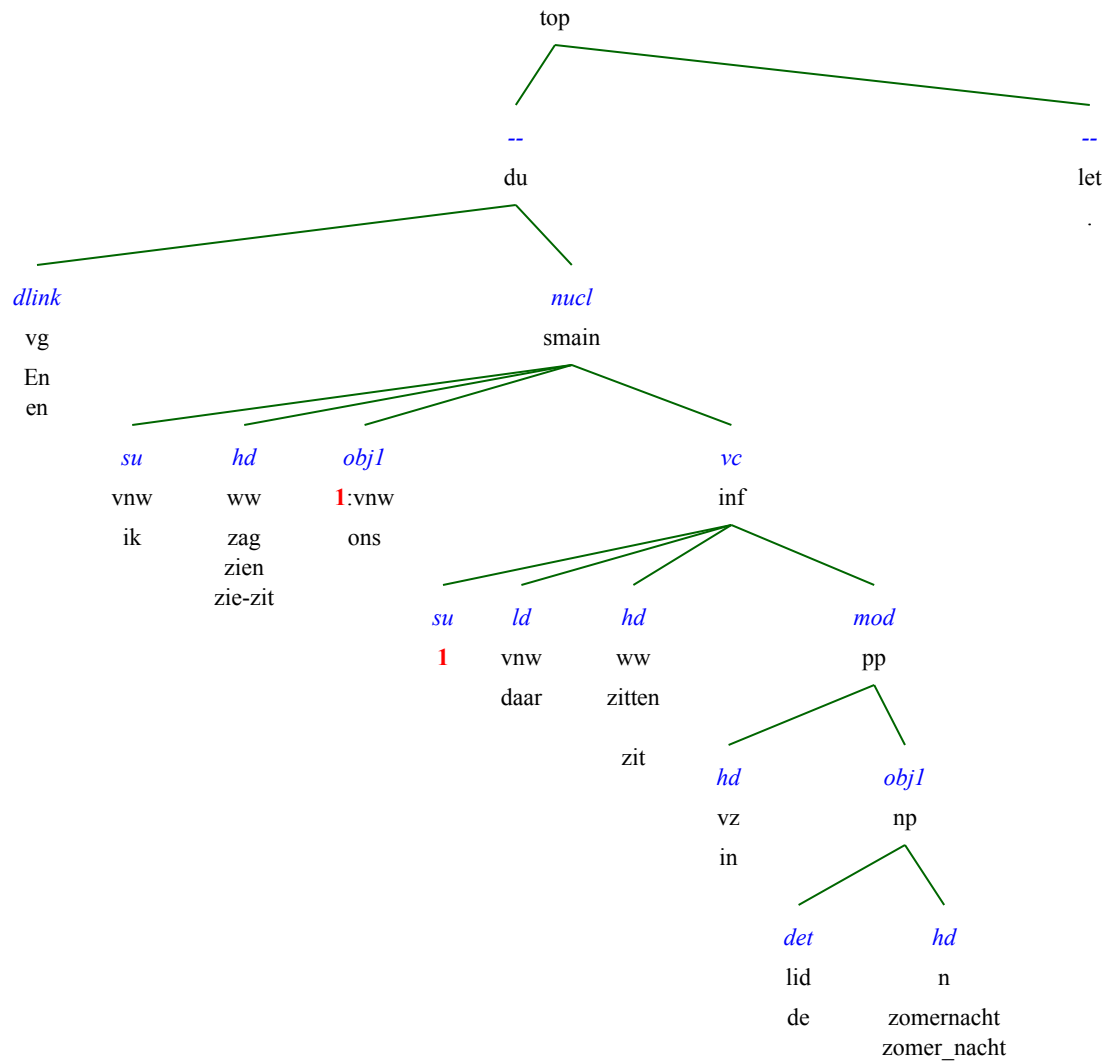 top
-- --
du let
.
dlink nucl
vg smain
En
en
su hd obj1 vc
vnw ww 1:vnw inf
ik zag ons
zien
zie-zit
su ld hd mod
1 vnw ww pp
daar zitten
zit
hd obj1
vz np
in
det hd
lid n
de zomernacht
zomer_nacht